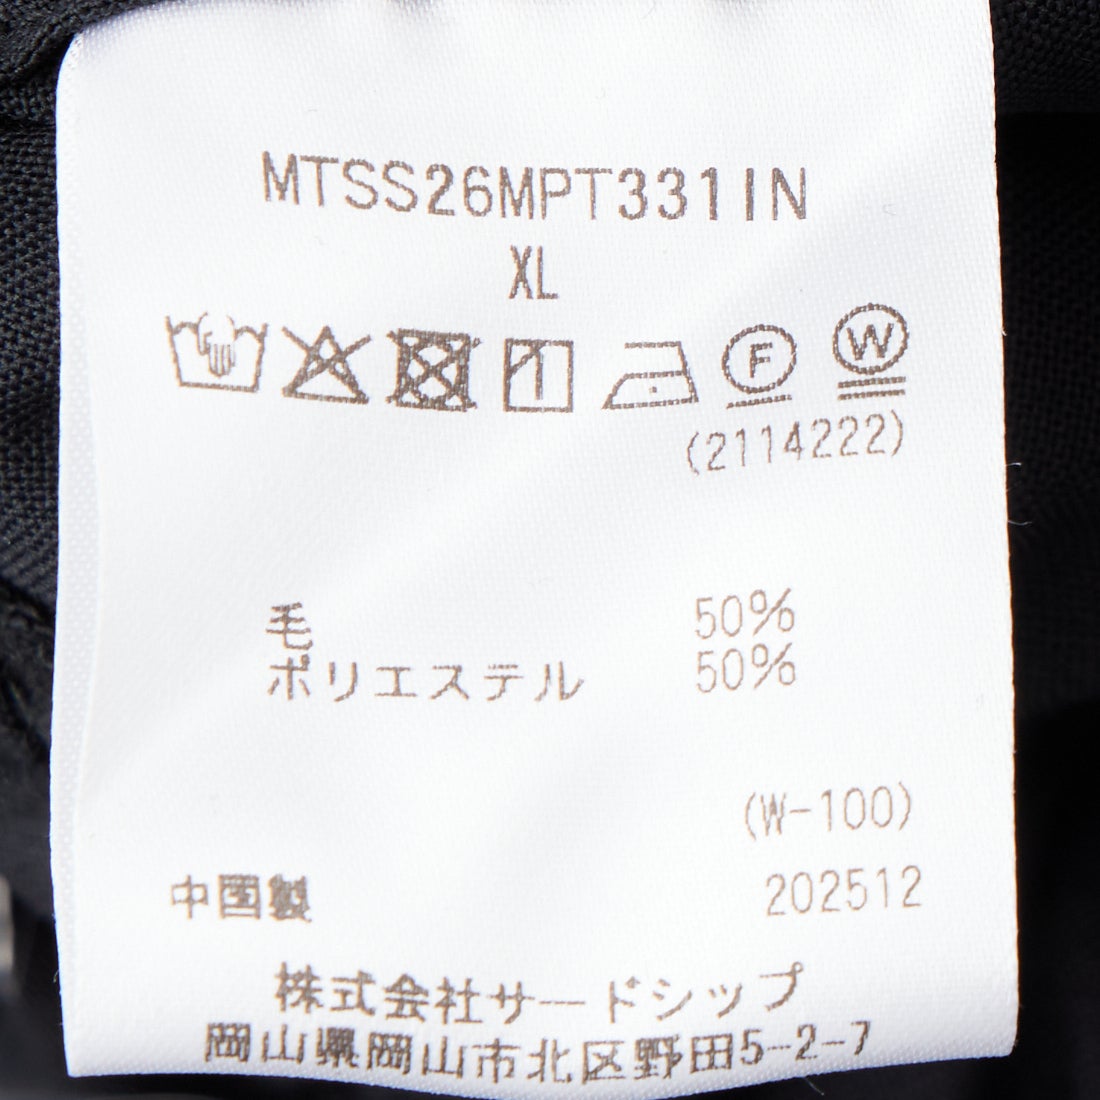 MTSS26MPT331IN
XL
F W
(2114222)
毛 50%
ポリエステル 50%
(W-100)
中国製 202512
株式会社サードシップ
岡山県岡山市北区野田5-2-7